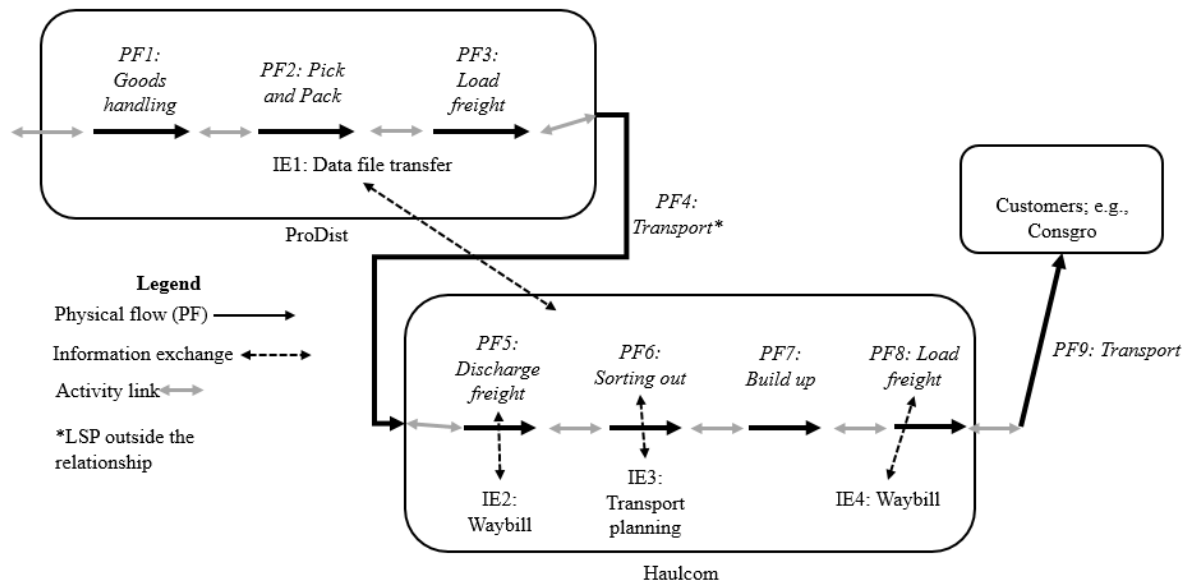 PF1:
Goods
handling
PF2: Pick
and Pack
PF3:
Load
freight
IE1: Data file transfer
ProDist
PF4:
Transport*
Customers; e.g.,
Consgro
Legend
Physical flow (PF)
Information exchange
Activity link
*LSP outside the
relationship
PF5:
Discharge
freight
PF6:
Sorting out
PF7:
Build up
PF8: Load
freight
PF9: Transport
IE2:
Waybill
IE3:
Transport
planning
IE4: Waybill
Haulcom